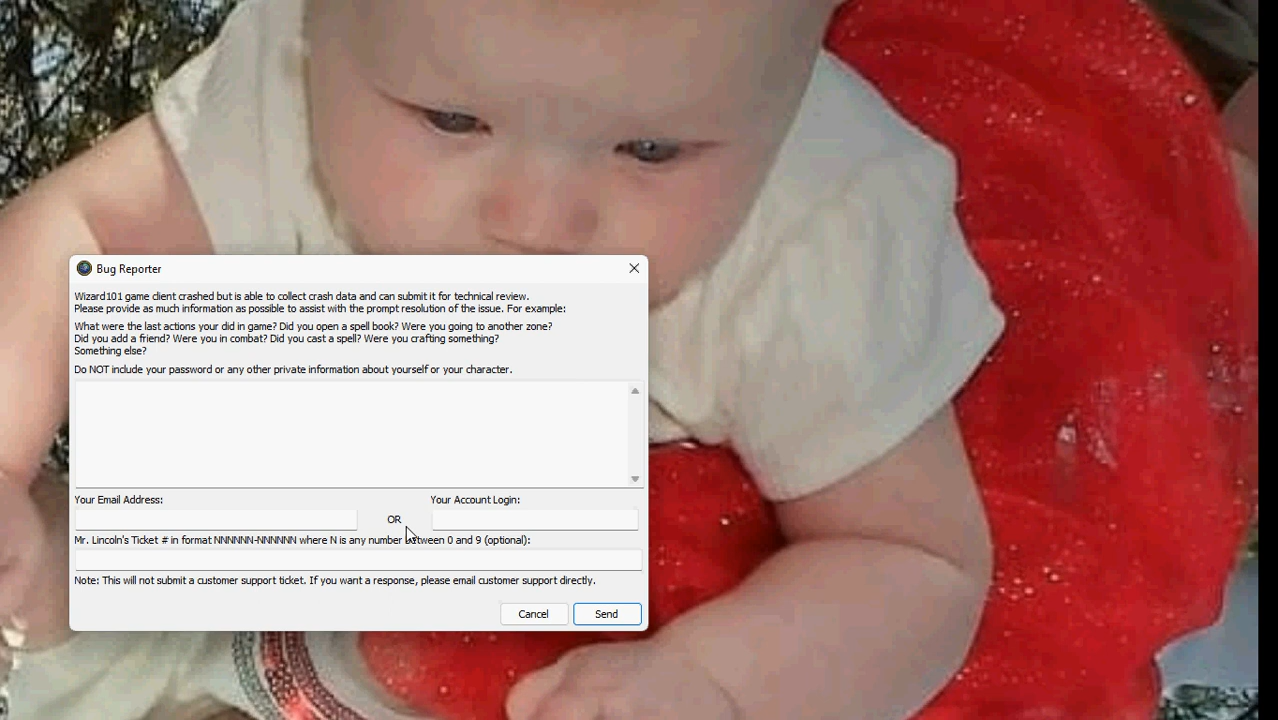 Bug Reporter
Wizard101 game client crashed but is able to collect crash data and can submit it for technical review.
Please provide as much information as possible to assist with the prompt resolution of the issue. For example:
What were the last actions your did in game? Did you open a spell book? Were you going to another zone?
Did you add a friend? Were you in combat? Did you cast a spell? Were you crafting something?
Something else?
Do NOT include your password or any other private information about yourself or your character.
Your Email Address:
Your Account Login:
OR
Mr. Lincoln's Ticket # in format NNNNNN-NNNNNN where N is any number between 0 and 9 (optional):
Note: This will not submit a customer support ticket. If you want a response, please email customer support directly.
Cancel
Send